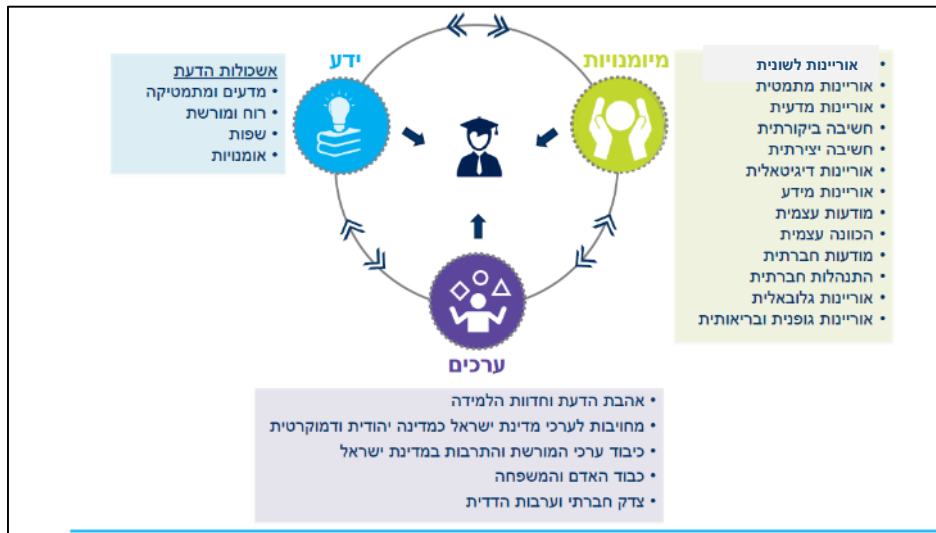 מיומנויות
• אוריינות לשונית
• אוריינות מתמטית
• אוריינות מדעית
• חשיבה ביקורתית
• חשיבה יצירתית
• אוריינות דיגיטאלית
• אוריינות מידע
• מודעות עצמית
• הכוונה עצמית
• מודעות חברתית
• התנהלות חברתית
• אוריינות גלובאלית
• אוריינות גופנית ובריאותית
ידע
אשכולות הדעת
• מדעים ומתמטיקה
• רוח ומורשת
• שפות
• אומנויות
ערכים
• אהבת הדעת וחדוות הלמידה
• מחויבות לערכי מדינת ישראל כמדינה יהודית ודמוקרטית
• כיבוד ערכי המורשת והתרבות במדינת ישראל
• כבוד האדם והמשפחה
• צדק חברתי וערבות הדדית